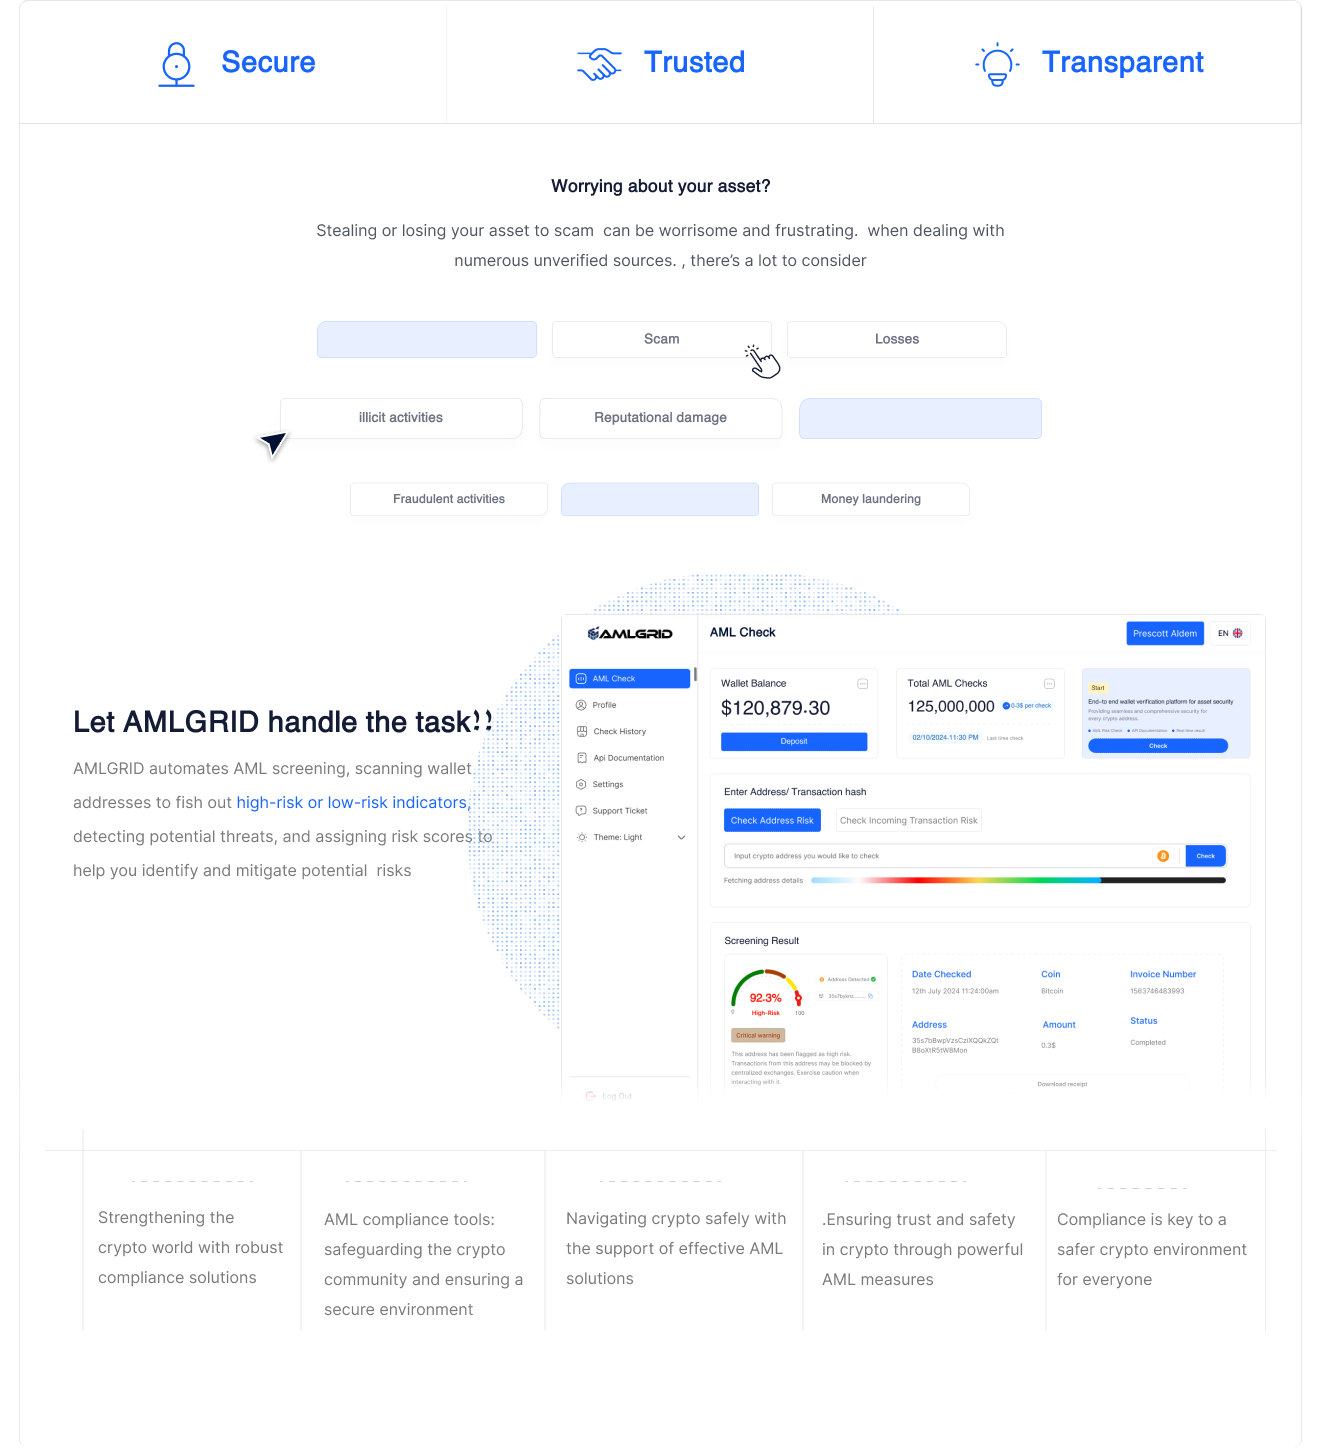 Secure
Trusted
Transparent
Worrying about your asset?
Stealing or losing your asset to scam can be worrisome and frustrating. when dealing with
numerous unverified sources. , there's a lot to consider
Scam
Losses
illicit activities
Reputational damage
Fraudulent activities
Money laundering
Let AMLGRID handle the task!!
AMLGRID automates AML screening, scanning wallet
addresses to fish out high-risk or low-risk indicators,
detecting potential threats, and assigning risk scores to
help you identify and mitigate potential risks
AMLGRID
AML Check
Profile
Check History
Api Documentation
Settings
Support Ticket
Theme: Light
Log Out
AML Check
Prescott Aldem
EN
Wallet Balance
$120,879.30
Deposit
Total AML Checks
125,000,000
0.3$ per check
02/10/2024-11:30 PM
Last time check
Start
End-to end wallet verification platform for asset security
Providing seamless and comprehensive security for
every crypto address.
AML Risk Check
API Documentation
Real time result
Check
Enter Address/ Transaction hash
Check Address Risk
Check Incoming Transaction Risk
Input crypto address you would like to check
Check
Fetching address details
Screening Result
92.3%
0
High-Risk
100
Address Detected
35s7bykrc........
Critical warning
This address has been flagged as high risk.
Transactions from this address may be blocked by
centralized exchanges. Exercise caution when
interacting with it.
Date Checked
Coin
Invoice Number
12th July 2024 11:24:00am
Bitcoin
1563746483993
Address
Amount
Status
35s7bBwpVzsCziXQQkZQt
BBoXtR5tW8Mon
0.3$
Completed
Download receipt
Strengthening the
crypto world with robust
compliance solutions
AML compliance tools:
safeguarding the crypto
community and ensuring a
secure environment
Navigating crypto safely with
the support of effective AML
solutions
.Ensuring trust and safety
in crypto through powerful
AML measures
Compliance is key to a
safer crypto environment
for everyone